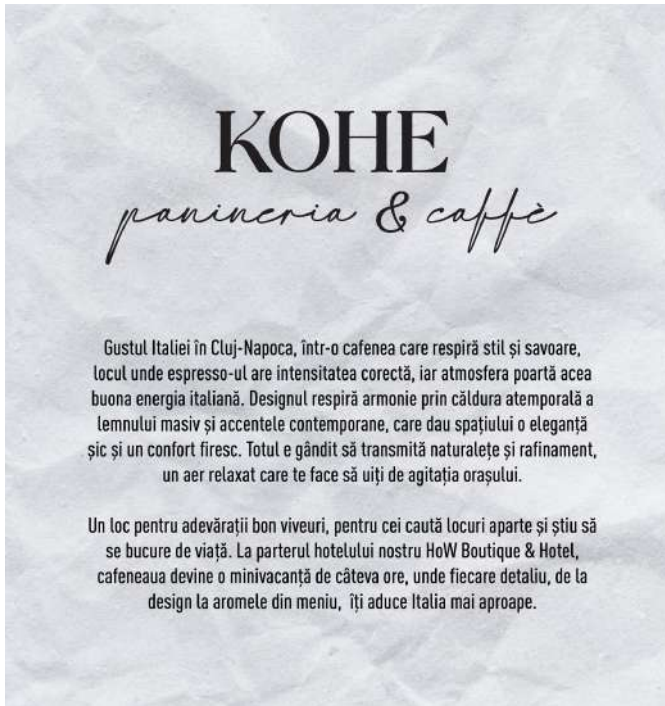 KOHE
panineria & caffè
Gustul Italiei în Cluj-Napoca, într-o cafenea care respiră stil și savoare,
locul unde espresso-ul are intensitatea corectă, iar atmosfera poartă acea
buona energia italiană. Designul respiră armonie prin căldura atemporală a
lemnului masiv și accentele contemporane, care dau spațiului o eleganță
șic și un confort firesc. Totul e gândit să transmită naturalețe și rafinament,
un aer relaxat care te face să uiți de agitația orașului.
Un loc pentru adevărații bon viveuri, pentru cei caută locuri aparte și știu să
se bucure de viață. La parterul hotelului nostru HoW Boutique & Hotel,
cafeneaua devine o minivacanță de câteva ore, unde fiecare detaliu, de la
design la aromele din meniu, îți aduce Italia mai aproape.